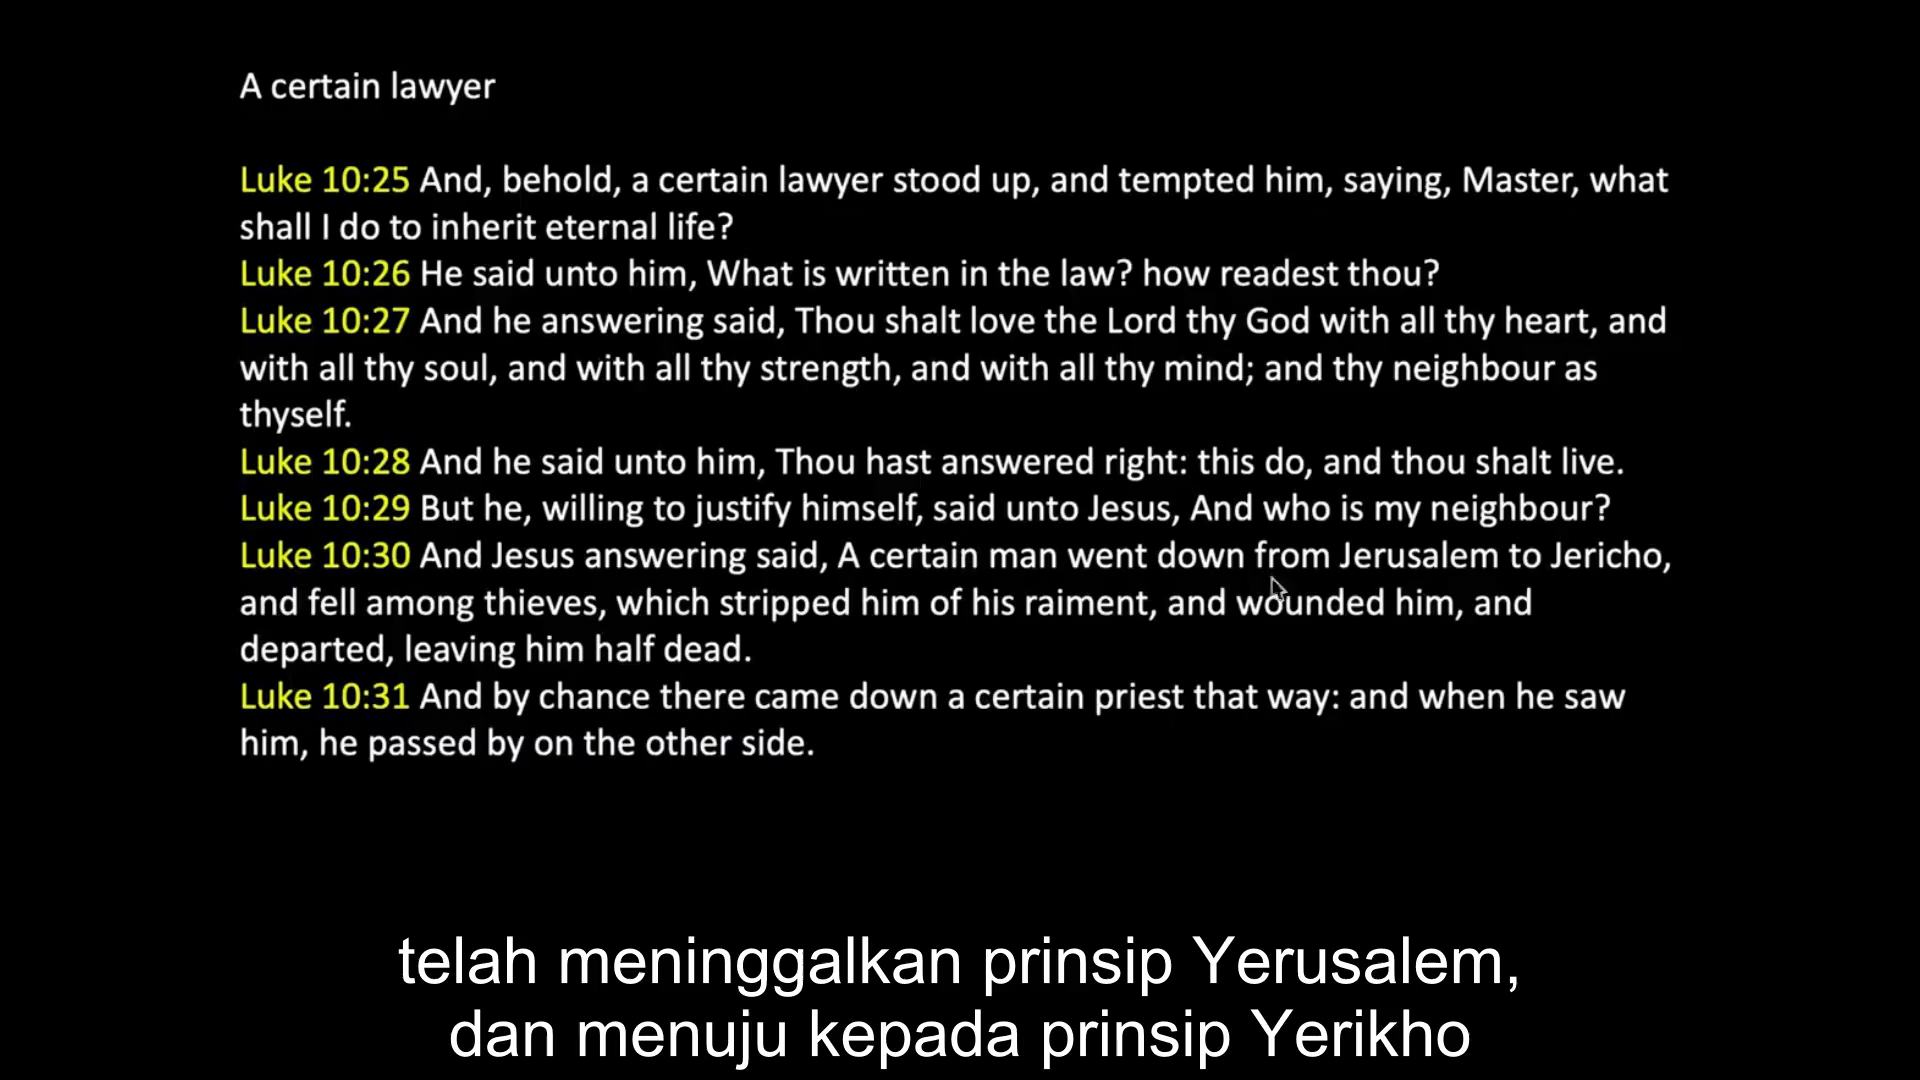 A certain lawyer
Luke 10:25 And, behold, a certain lawyer stood up, and tempted him, saying, Master, what
shall I do to inherit eternal life?
Luke 10:26 He said unto him, What is written in the law? how readest thou?
Luke 10:27 And he answering said, Thou shalt love the Lord thy God with all thy heart, and
with all thy soul, and with all thy strength, and with all thy mind; and thy neighbour as
thyself.
Luke 10:28 And he said unto him, Thou hast answered right: this do, and thou shalt live.
Luke 10:29 But he, willing to justify himself, said unto Jesus, And who is my neighbour?
Luke 10:30 And Jesus answering said, A certain man went down from Jerusalem to Jericho,
and fell among thieves, which stripped him of his raiment, and wounded him, and
departed, leaving him half dead.
Luke 10:31 And by chance there came down a certain priest that way: and when he saw
him, he passed by on the other side.
telah meninggalkan prinsip Yerusalem,
dan menuju kepada prinsip Yerikho